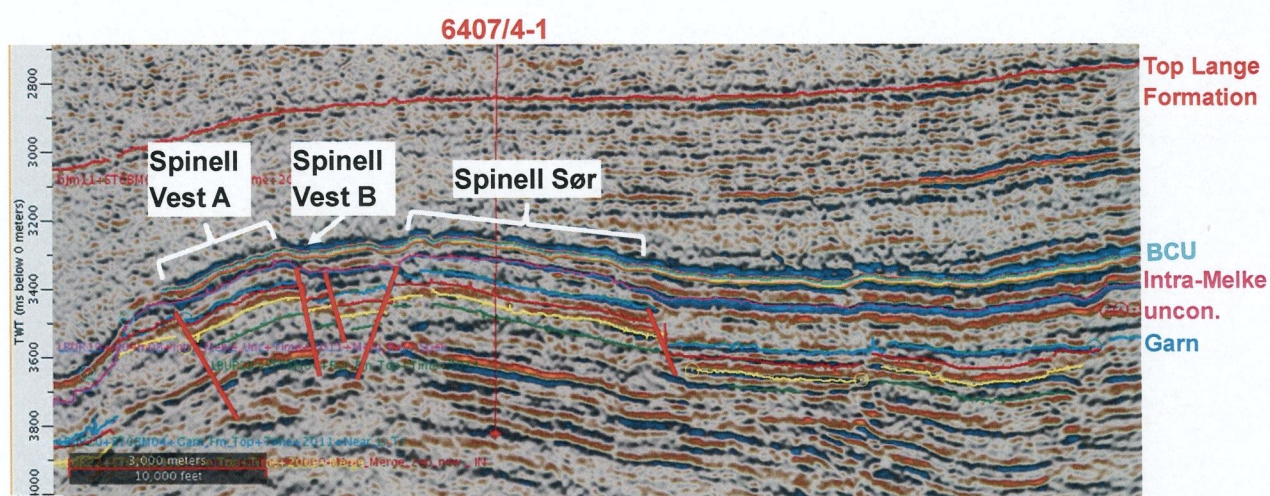 6407/4-1
Top Lange
Formation
2800
3000
3200
3400
3600
3800
4000
TWT (ms below 0 meters)
Spinell
Vest A
Spinell
Vest B
Spinell Sør
BCU
Intra-Melke
uncon.
Garn
3,000 meters
10,000 feet